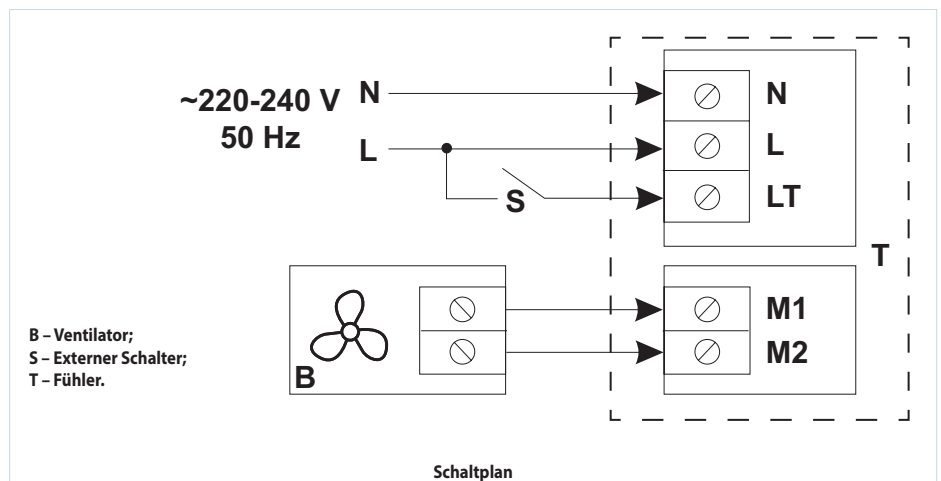 ~220-240 V
50 Hz
N
L
S
N
L
LT
T
M1
M2
B
B – Ventilator;
S – Externer Schalter;
T – Fühler.
Schaltplan